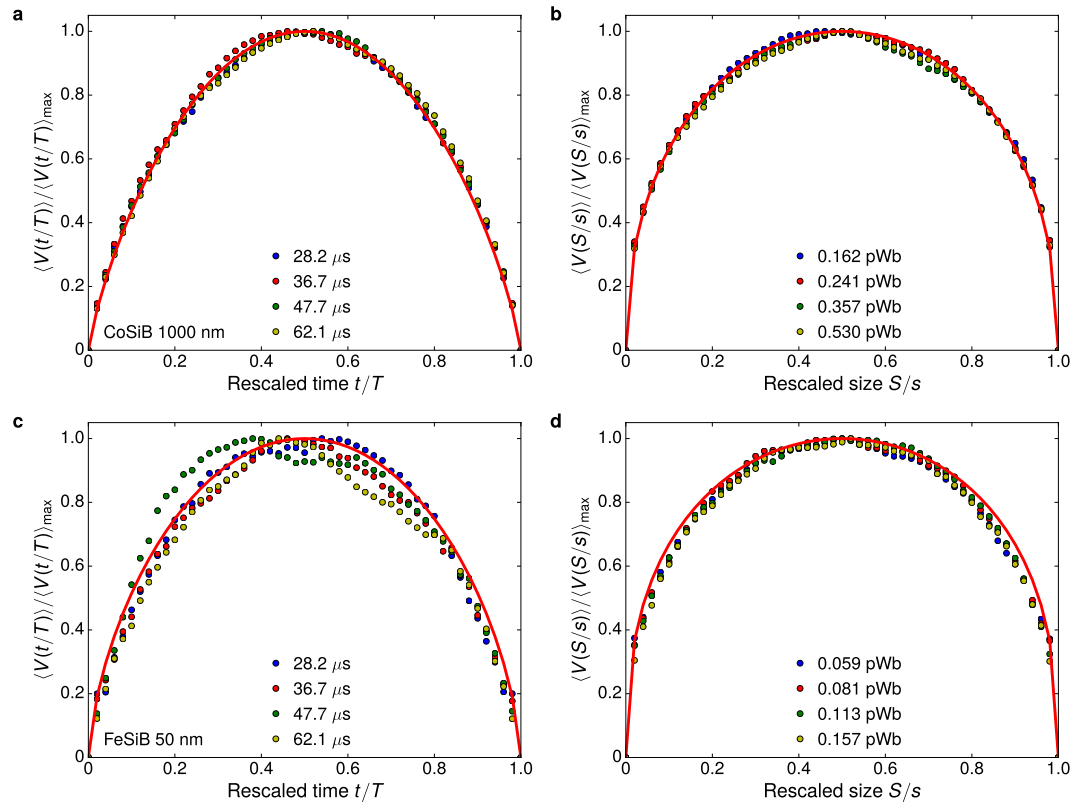 a
⟨V(t/T)⟩/⟨V(t/T)⟩max
1.0
0.8
0.6
0.4
0.2
0
28.2 μs
36.7 μs
47.7 μs
62.1 μs
CoSiB 1000 nm
0 0.2 0.4 0.6 0.8 1.0
Rescaled time t/T
b
⟨V(S/s)⟩/⟨V(S/s)⟩max
1.0
0.8
0.6
0.4
0.2
0
0.162 pWb
0.241 pWb
0.357 pWb
0.530 pWb
0 0.2 0.4 0.6 0.8 1.0
Rescaled size S/s
c
⟨V(t/T)⟩/⟨V(t/T)⟩max
1.0
0.8
0.6
0.4
0.2
0
28.2 μs
36.7 μs
47.7 μs
62.1 μs
FeSiB 50 nm
0 0.2 0.4 0.6 0.8 1.0
Rescaled time t/T
d
⟨V(S/s)⟩/⟨V(S/s)⟩max
1.0
0.8
0.6
0.4
0.2
0
0.059 pWb
0.081 pWb
0.113 pWb
0.157 pWb
0 0.2 0.4 0.6 0.8 1.0
Rescaled size S/s